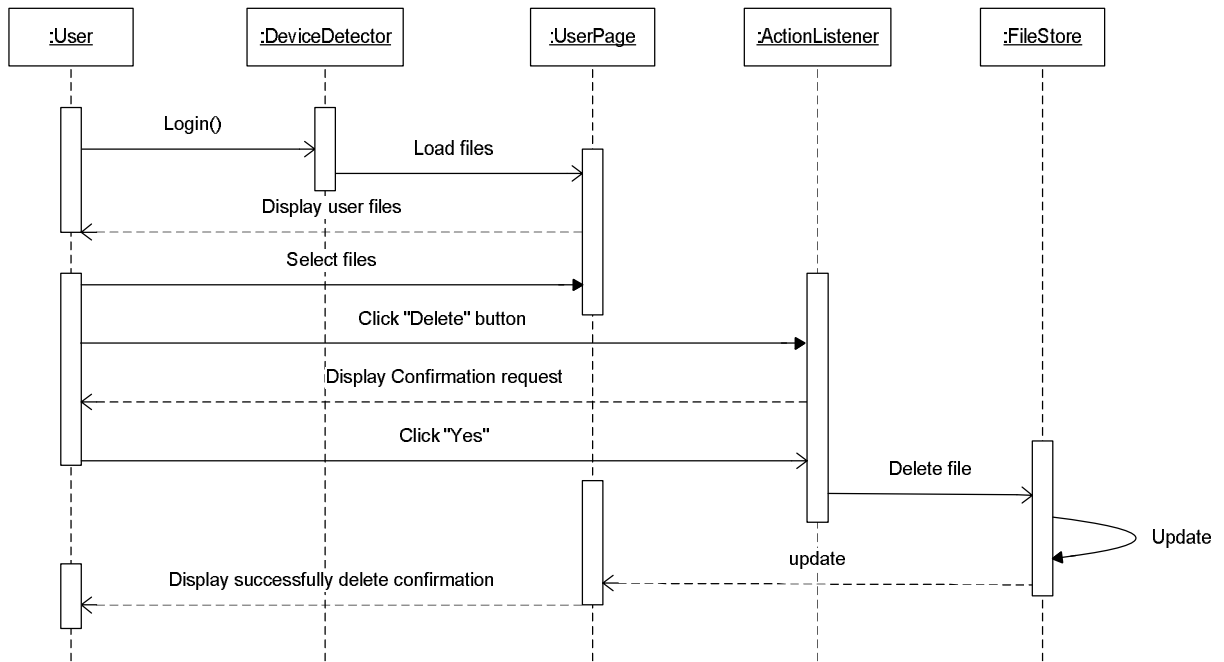 :User
:DeviceDetector
:UserPage
:ActionListener
:FileStore
Login()
Load files
Display user files
Select files
Click "Delete" button
Display Confirmation request
Click "Yes"
Delete file
Update
update
Display successfully delete confirmation